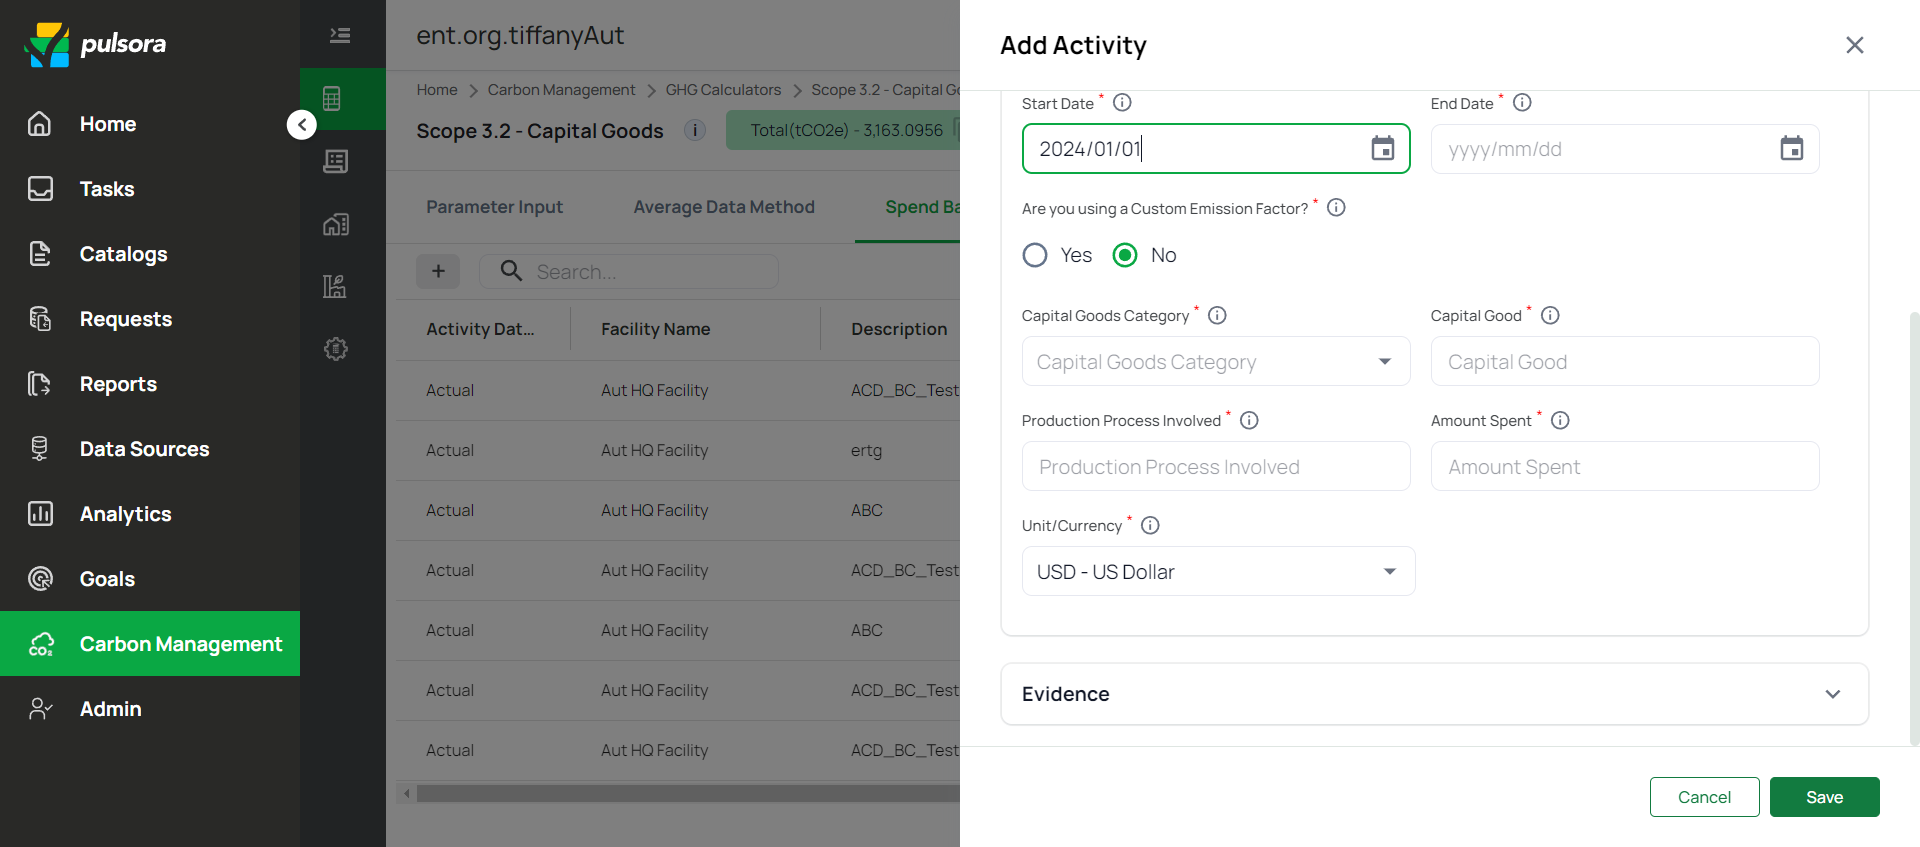 pulsora
Home
Tasks
Catalogs
Requests
Reports
Data Sources
Analytics
Goals
Carbon Management
Admin
ent.org.tiffanyAut
Home > Carbon Management > GHG Calculators > Scope 3.2 - Capital Go
Scope 3.2 - Capital Goods
Total(tCO2e) - 3,163.0956
Parameter Input
Average Data Method
Spend Ba
+
Search...
Activity Dat... Facility Name Description
Actual Aut HQ Facility ACD_BC_Test
Actual Aut HQ Facility ertg
Actual Aut HQ Facility ABC
Actual Aut HQ Facility ACD_BC_Test
Actual Aut HQ Facility ABC
Actual Aut HQ Facility ACD_BC_Test
Actual Aut HQ Facility ACD_BC_Test
Add Activity
Start Date *
End Date *
2024/01/01
yyyy/mm/dd
Are you using a Custom Emission Factor? *
Yes
No
Capital Goods Category *
Capital Good *
Capital Goods Category
Capital Good
Production Process Involved *
Amount Spent *
Production Process Involved
Amount Spent
Unit/Currency *
USD - US Dollar
Evidence
Cancel
Save